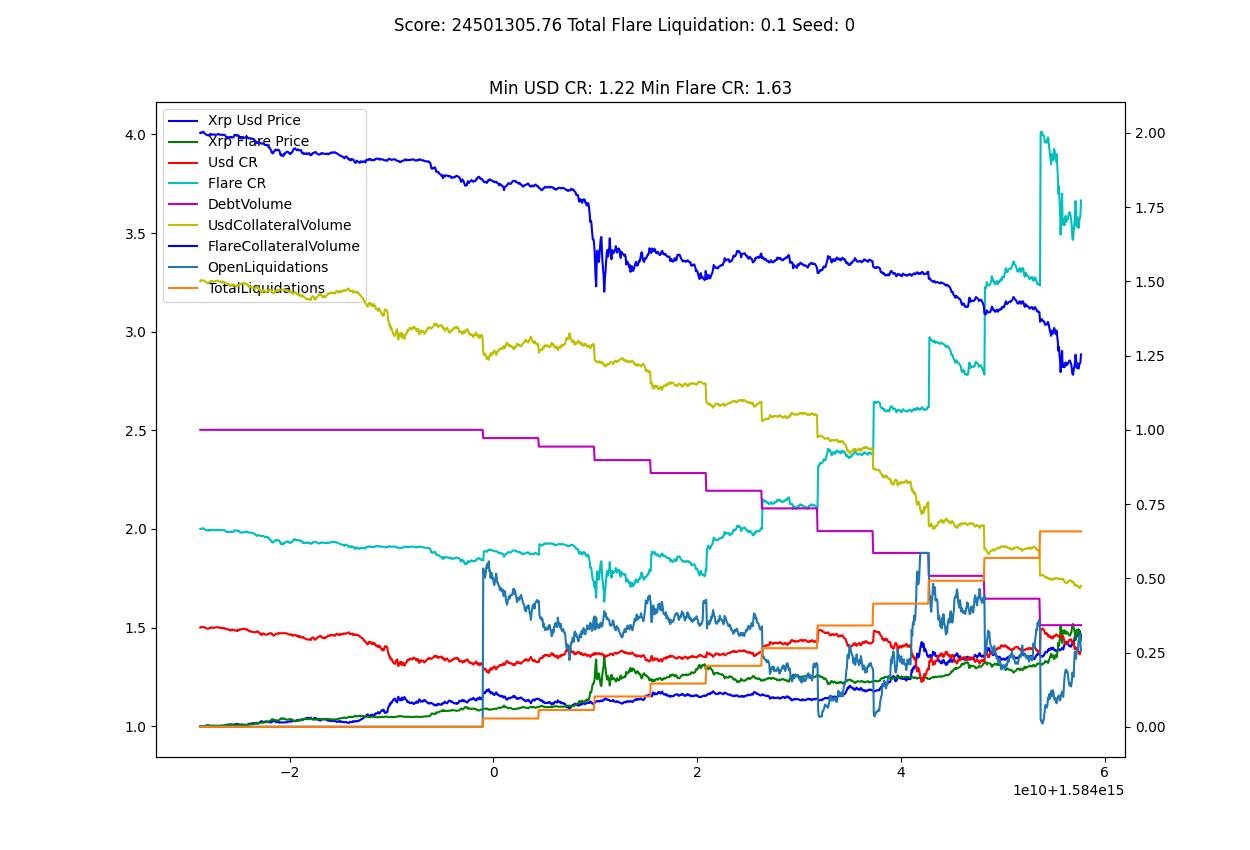 Score: 24501305.76 Total Flare Liquidation: 0.1 Seed: 0
Min USD CR: 1.22 Min Flare CR: 1.63
Xrp Usd Price
Xrp Flare Price
Usd CR
Flare CR
DebtVolume
UsdCollateralVolume
FlareCollateralVolume
OpenLiquidations
TotalLiquidations
4.0
3.5
3.0
2.5
2.0
1.5
1.0
2.00
1.75
1.50
1.25
1.00
0.75
0.50
0.25
0.00
−2
0
2
4
6
1e10+1.584e15